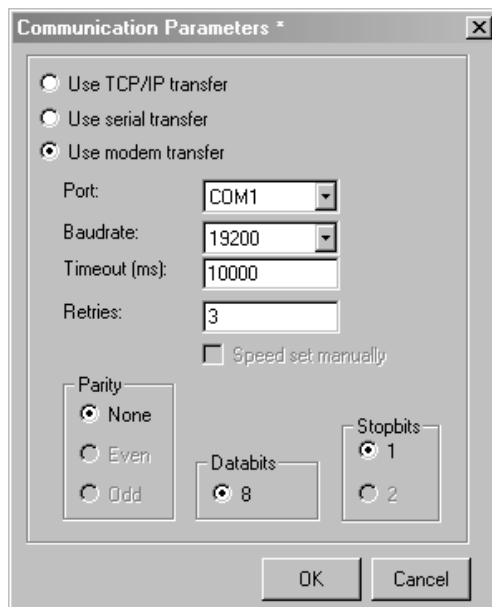 Communication Parameters *
Use TCP/IP transfer
Use serial transfer
Use modem transfer
Port: COM1
Baudrate: 19200
Timeout (ms): 10000
Retries: 3
Speed set manually
Parity
None
Even
Odd
Databits
8
Stopbits
1
2
OK Cancel